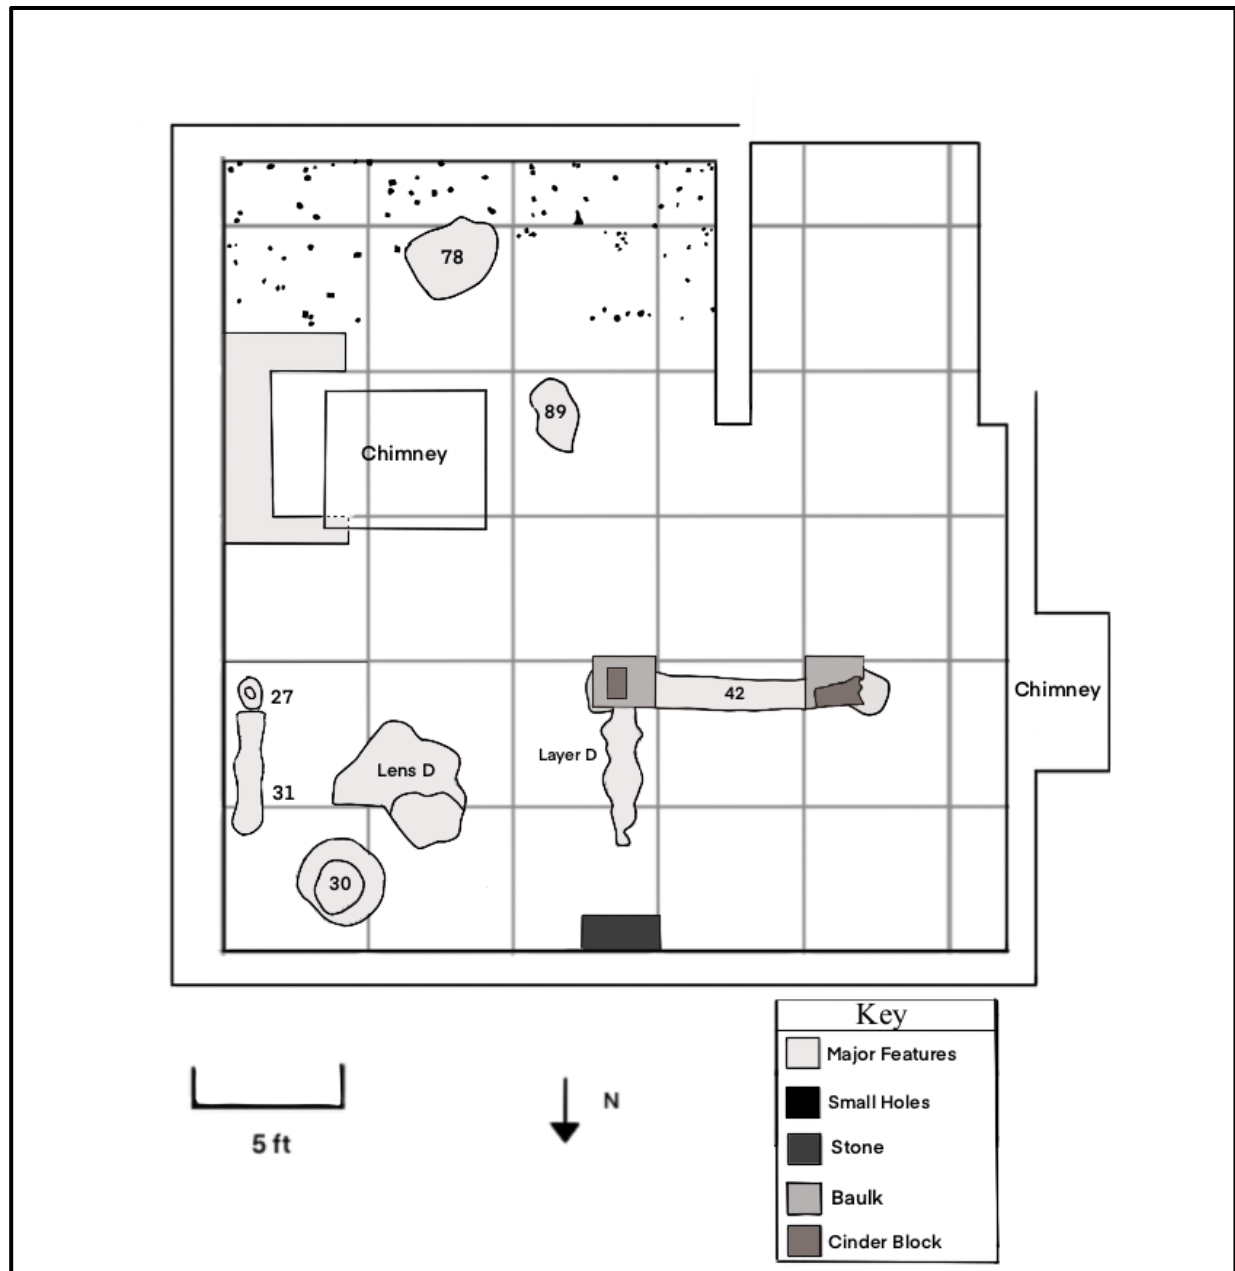 78
89
Chimney
27
42
Chimney
Layer D
Lens D
31
30
Key
Major Features
Small Holes
Stone
Baulk
Cinder Block
5 ft
N